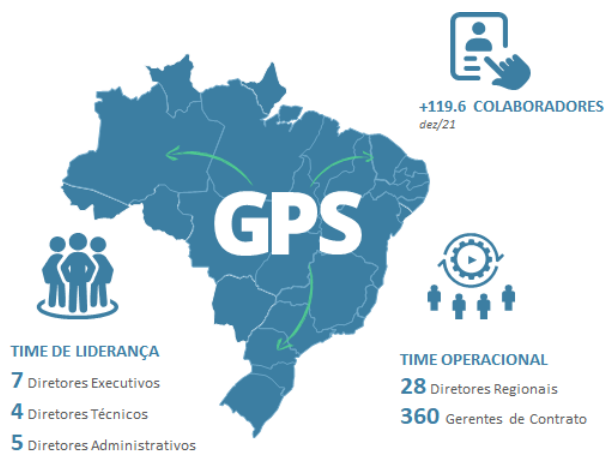 +119.6 COLABORADORES
dez/21
GPS
TIME DE LIDERANÇA
7 Diretores Executivos
4 Diretores Técnicos
5 Diretores Administrativos
TIME OPERACIONAL
28 Diretores Regionais
360 Gerentes de Contrato